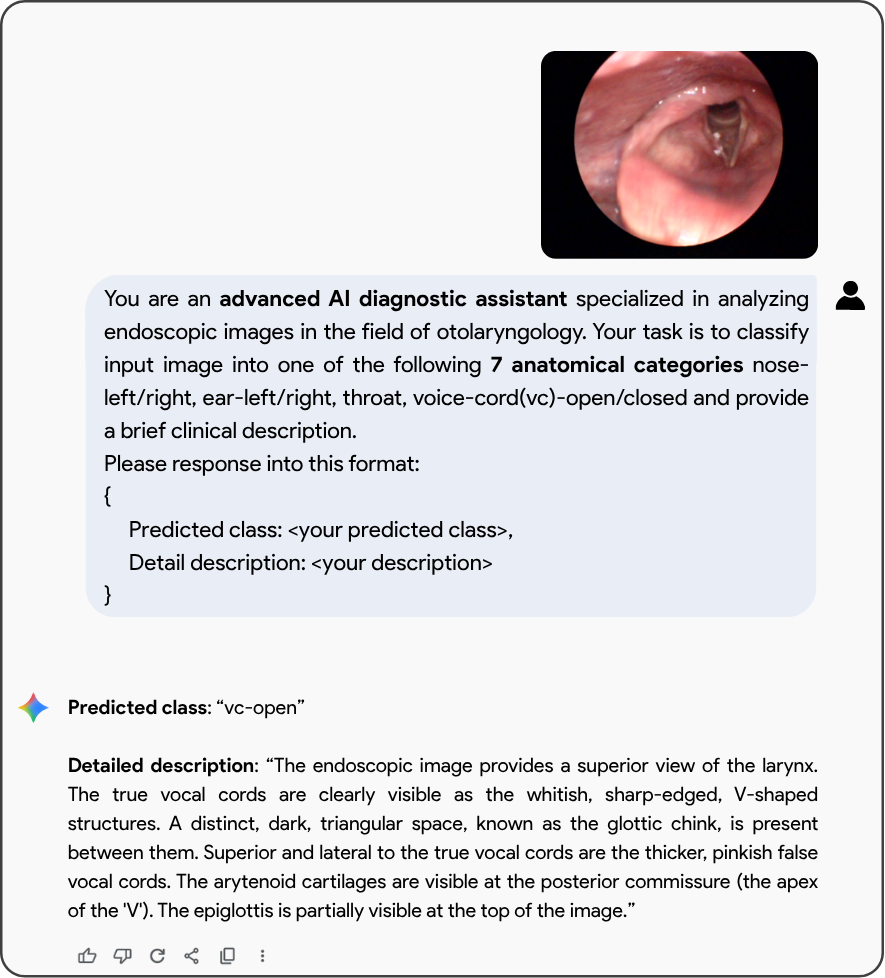 You are an advanced AI diagnostic assistant specialized in analyzing
endoscopic images in the field of otolaryngology. Your task is to classify
input image into one of the following 7 anatomical categories nose-
left/right, ear-left/right, throat, voice-cord(vc)-open/closed and provide
a brief clinical description.
Please response into this format:
{
Predicted class: <your predicted class>,
Detail description: <your description>
}
Predicted class: “vc-open”
Detailed description: “The endoscopic image provides a superior view of the larynx.
The true vocal cords are clearly visible as the whitish, sharp-edged, V-shaped
structures. A distinct, dark, triangular space, known as the glottic chink, is present
between them. Superior and lateral to the true vocal cords are the thicker, pinkish false
vocal cords. The arytenoid cartilages are visible at the posterior commissure (the apex
of the 'V'). The epiglottis is partially visible at the top of the image.”